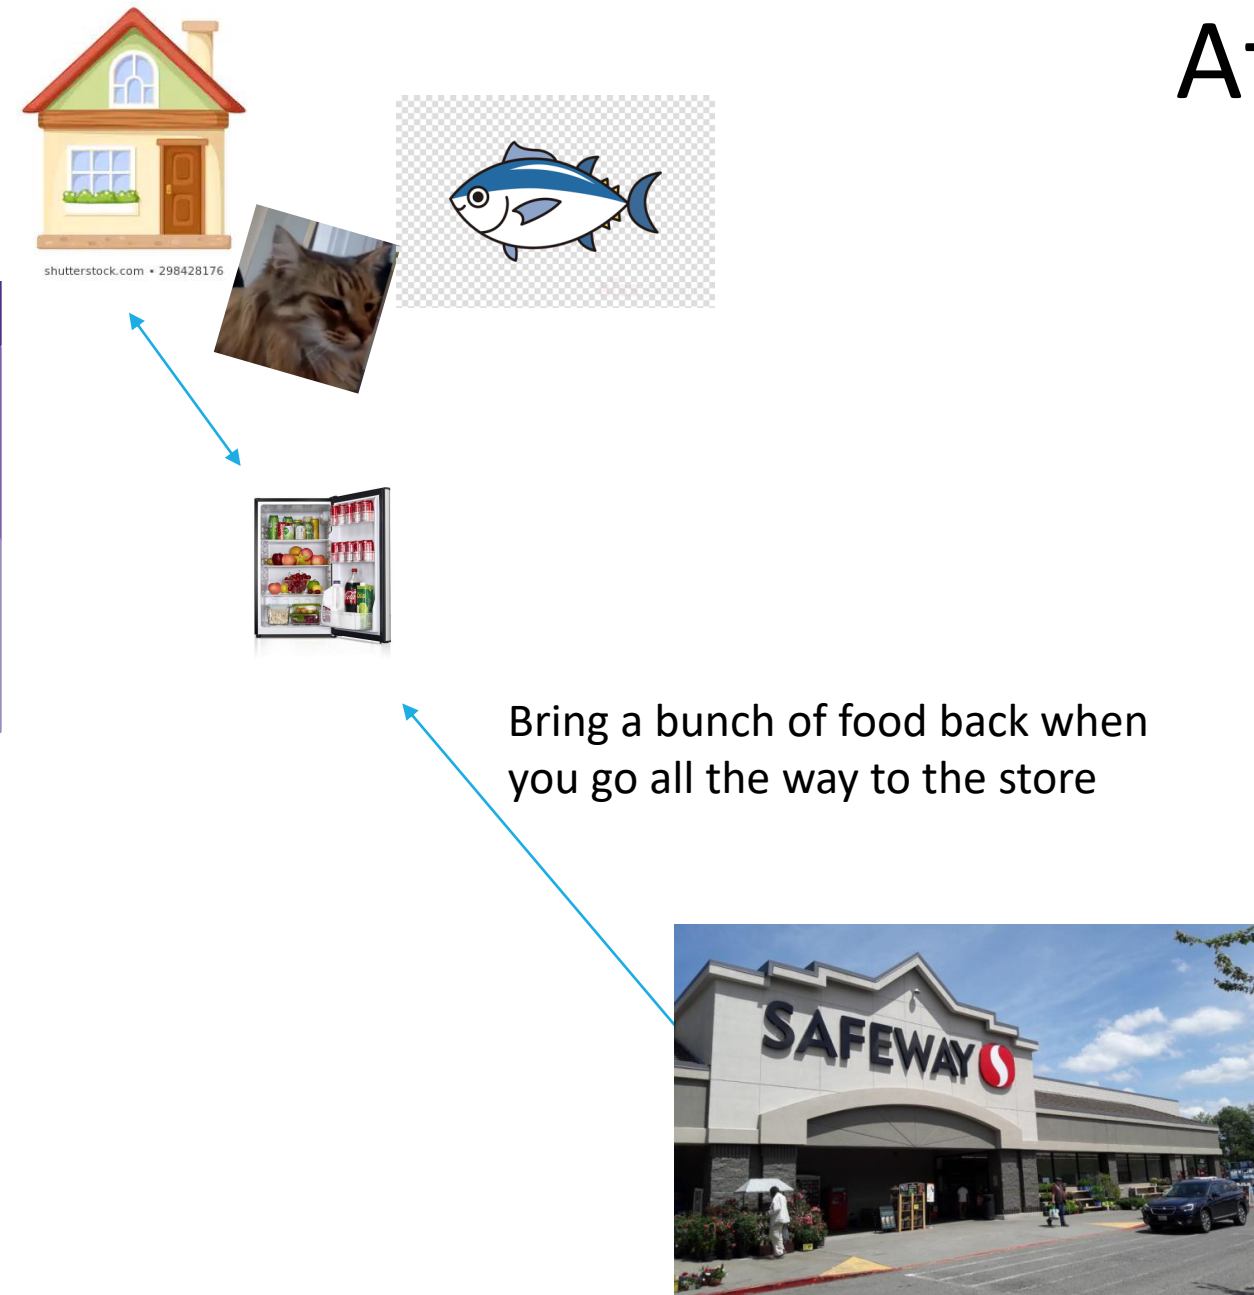 shutterstock.com • 298428176
Bring a bunch of food back when
you go all the way to the store
SAFEWAY